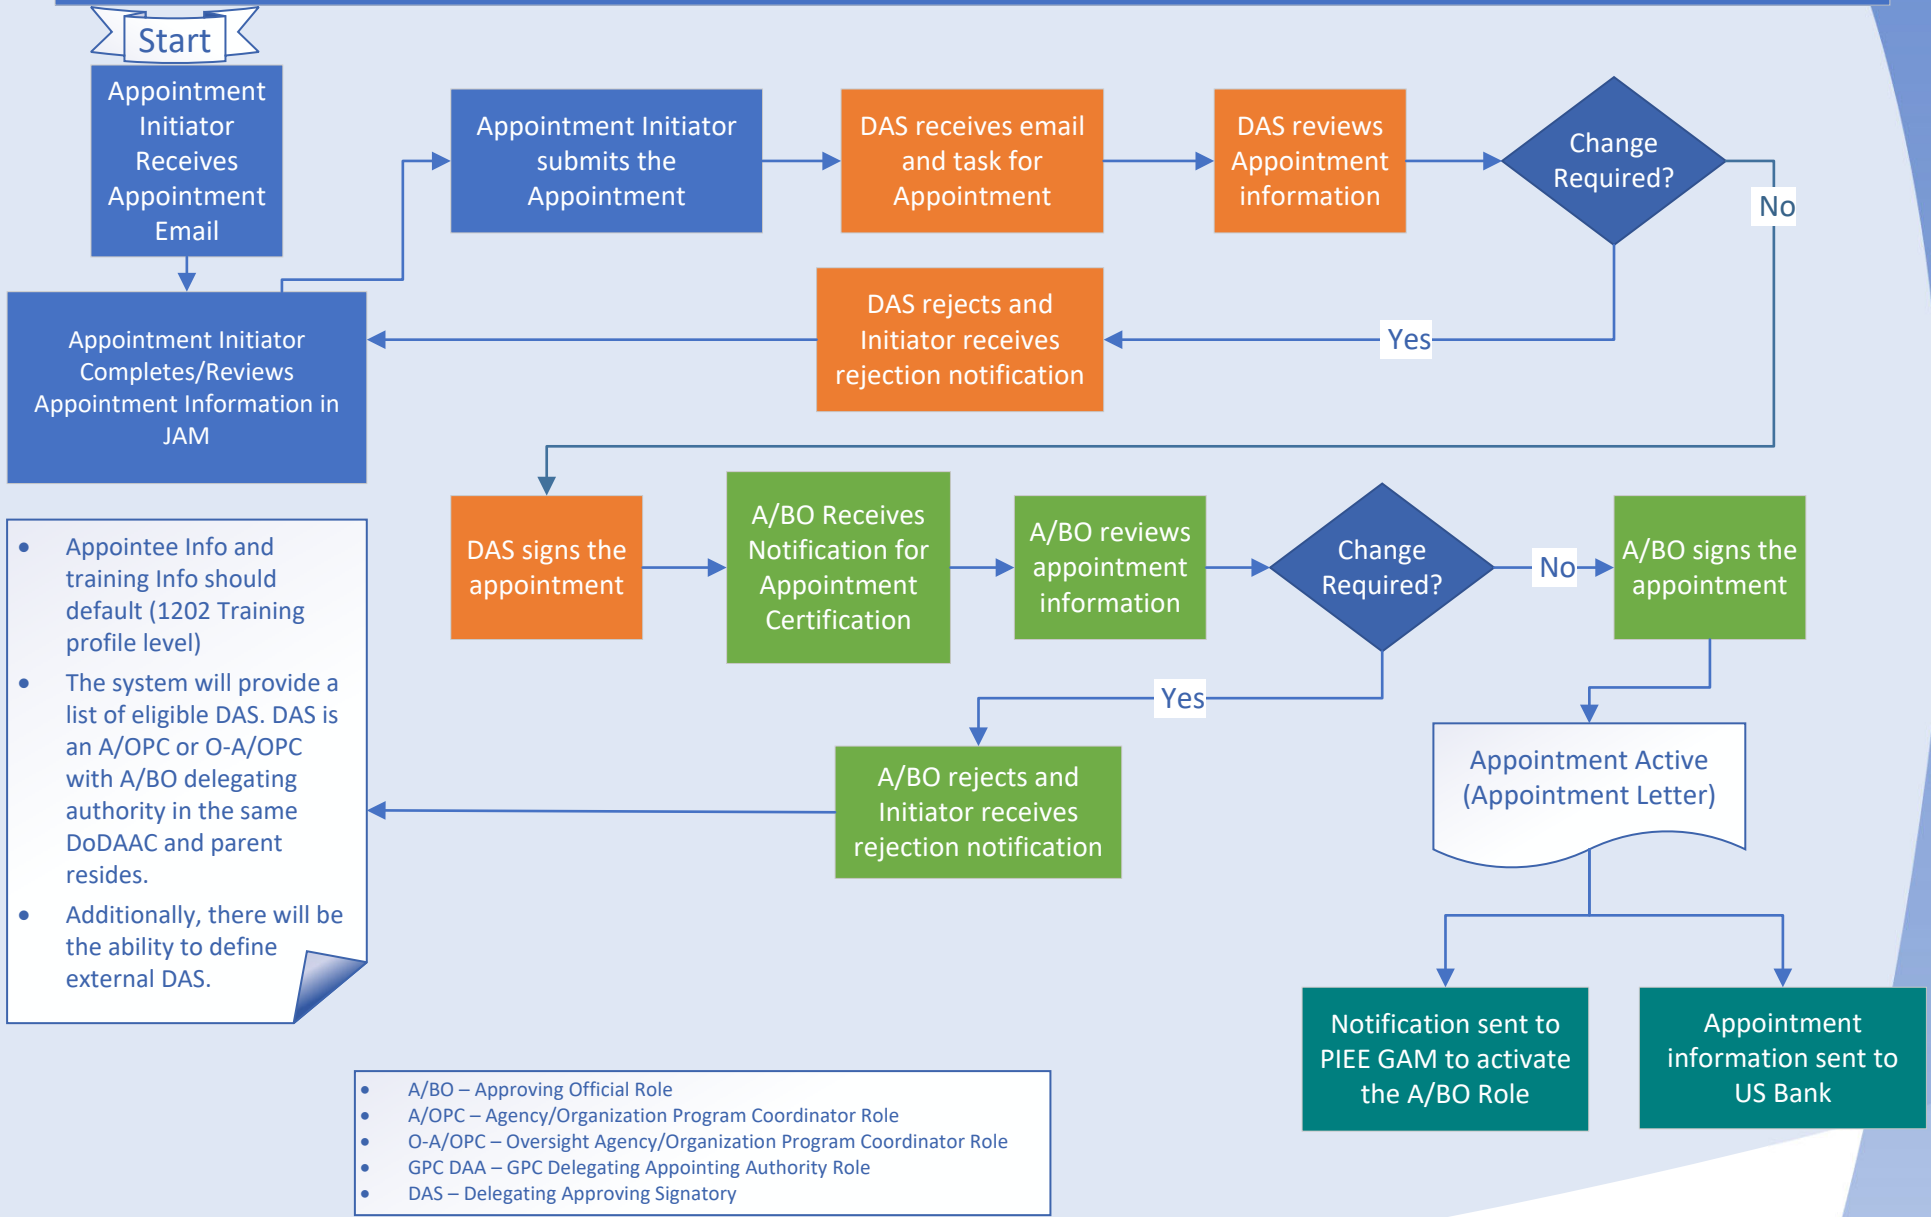 Start
Appointment
Initiator
Receives
Appointment
Email
Appointment Initiator
submits the
Appointment
DAS receives email
and task for
Appointment
DAS reviews
Appointment
information
Change
Required?
No
Appointment Initiator
Completes/Reviews
Appointment Information in
JAM
DAS rejects and
Initiator receives
rejection notification
Yes
DAS signs the
appointment
A/BO Receives
Notification for
Appointment
Certification
A/BO reviews
appointment
information
Change
Required?
No
A/BO signs the
appointment
Yes
• Appointee Info and
training Info should
default (1202 Training
profile level)
• The system will provide a
list of eligible DAS. DAS is
an A/OPC or O-A/OPC
with A/BO delegating
authority in the same
DoDAAC and parent
resides.
• Additionally, there will be
the ability to define
external DAS.
A/BO rejects and
Initiator receives
rejection notification
Appointment Active
(Appointment Letter)
Notification sent to
PIEE GAM to activate
the A/BO Role
Appointment
information sent to
US Bank
• A/BO – Approving Official Role
• A/OPC – Agency/Organization Program Coordinator Role
• O-A/OPC – Oversight Agency/Organization Program Coordinator Role
• GPC DAA – GPC Delegating Appointing Authority Role
• DAS – Delegating Approving Signatory